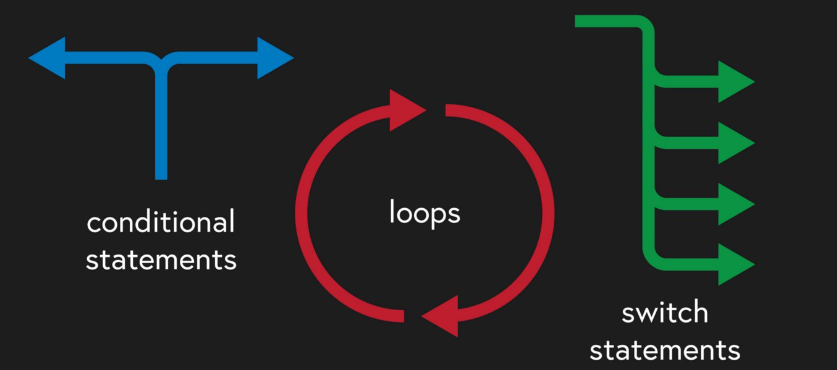 conditional
statements
loops
switch
statements